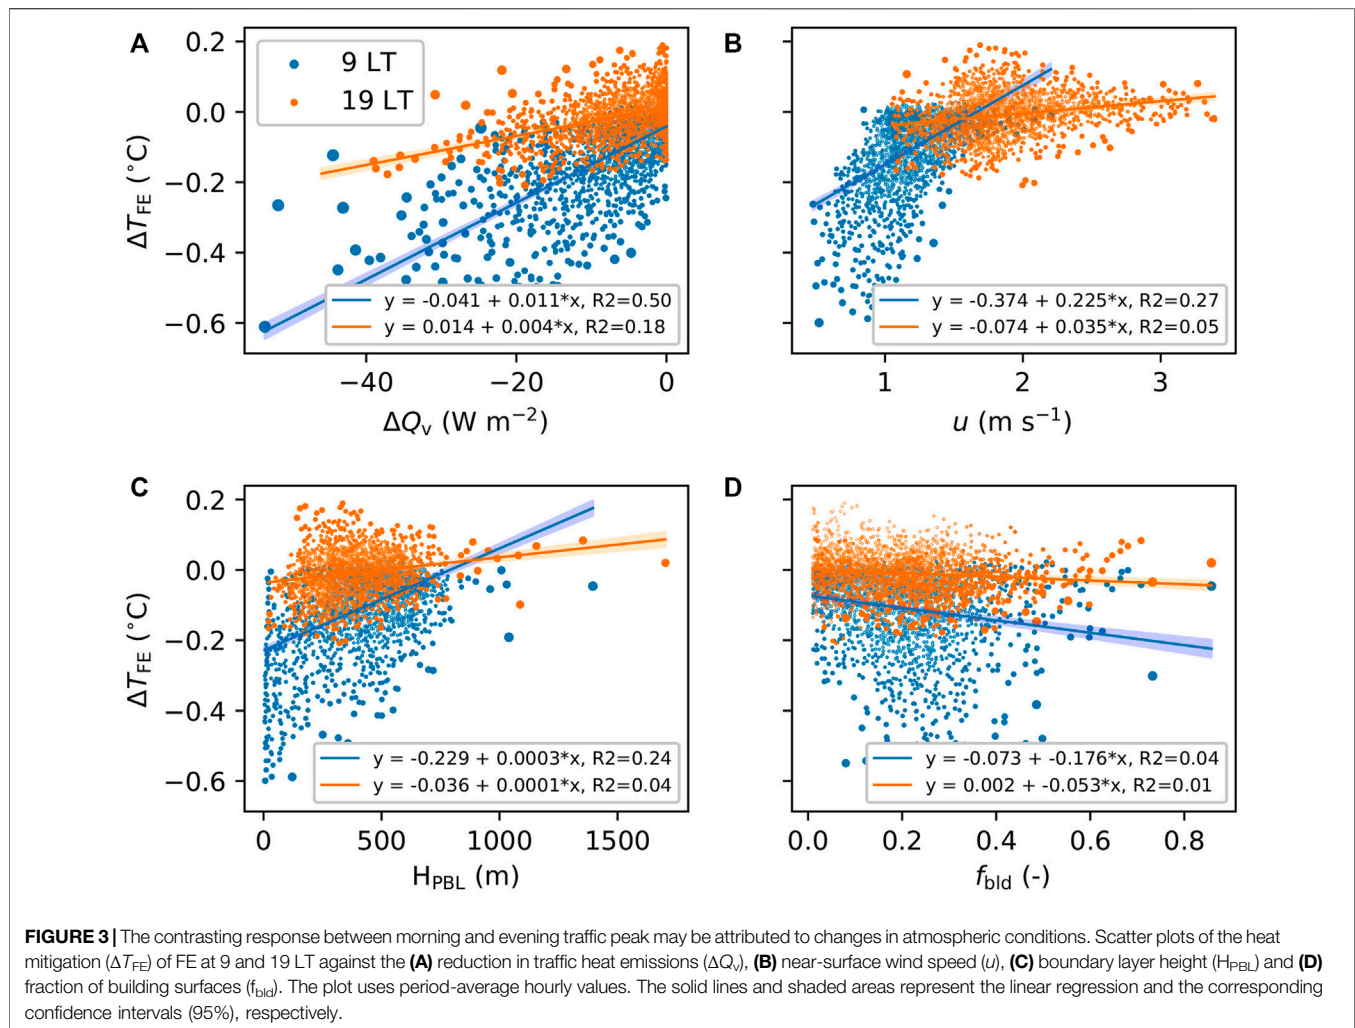 A
B
0.2
0.0
−0.2
−0.4
−0.6
ΔT_FE (°C)
9 LT
19 LT
y = -0.041 + 0.011*x, R2=0.50
y = 0.014 + 0.004*x, R2=0.18
−40
−20
0
ΔQ_v (W m⁻²)
y = -0.374 + 0.225*x, R2=0.27
y = -0.074 + 0.035*x, R2=0.05
1
2
3
u (m s⁻¹)
C
D
0.2
0.0
−0.2
−0.4
−0.6
ΔT_FE (°C)
y = -0.229 + 0.0003*x, R2=0.24
y = -0.036 + 0.0001*x, R2=0.04
0
500
1000
1500
H_PBL (m)
y = -0.073 + -0.176*x, R2=0.04
y = 0.002 + -0.053*x, R2=0.01
0.0
0.2
0.4
0.6
0.8
f_bld (-)
FIGURE 3 | The contrasting response between morning and evening traffic peak may be attributed to changes in atmospheric conditions. Scatter plots of the heat
mitigation (ΔT_FE) of FE at 9 and 19 LT against the (A) reduction in traffic heat emissions (ΔQ_v), (B) near-surface wind speed (u), (C) boundary layer height (H_PBL) and (D)
fraction of building surfaces (f_bld). The plot uses period-average hourly values. The solid lines and shaded areas represent the linear regression and the corresponding
confidence intervals (95%), respectively.